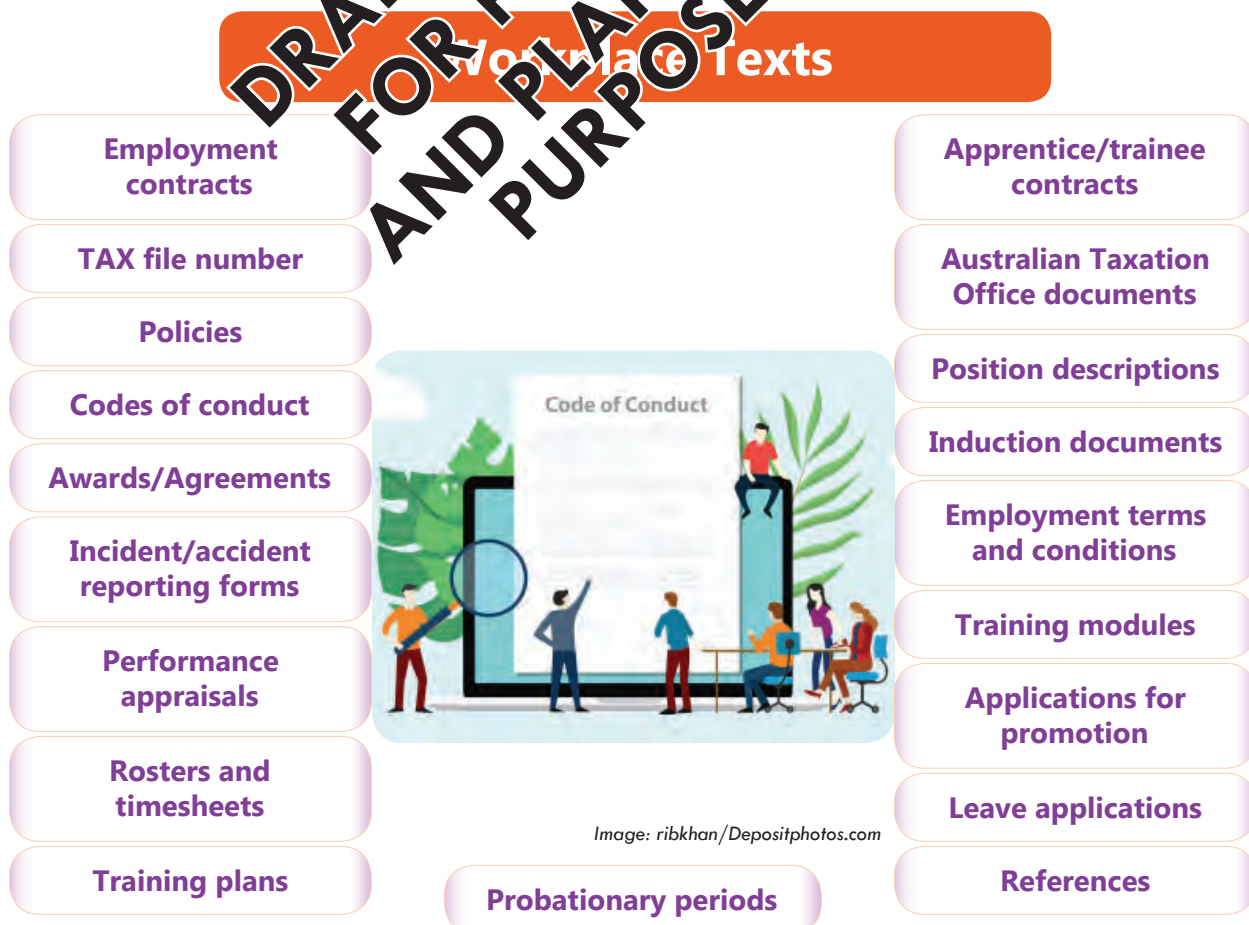 Workplace Texts
DRA
FOR
AND PLA
PURPOSE
Employment
contracts
TAX file number
Policies
Codes of conduct
Awards/Agreements
Incident/accident
reporting forms
Performance
appraisals
Rosters and
timesheets
Training plans
Code of Conduct
Image: ribkhan/Depositphotos.com
Probationary periods
Apprentice/trainee
contracts
Australian Taxation
Office documents
Position descriptions
Induction documents
Employment terms
and conditions
Training modules
Applications for
promotion
Leave applications
References